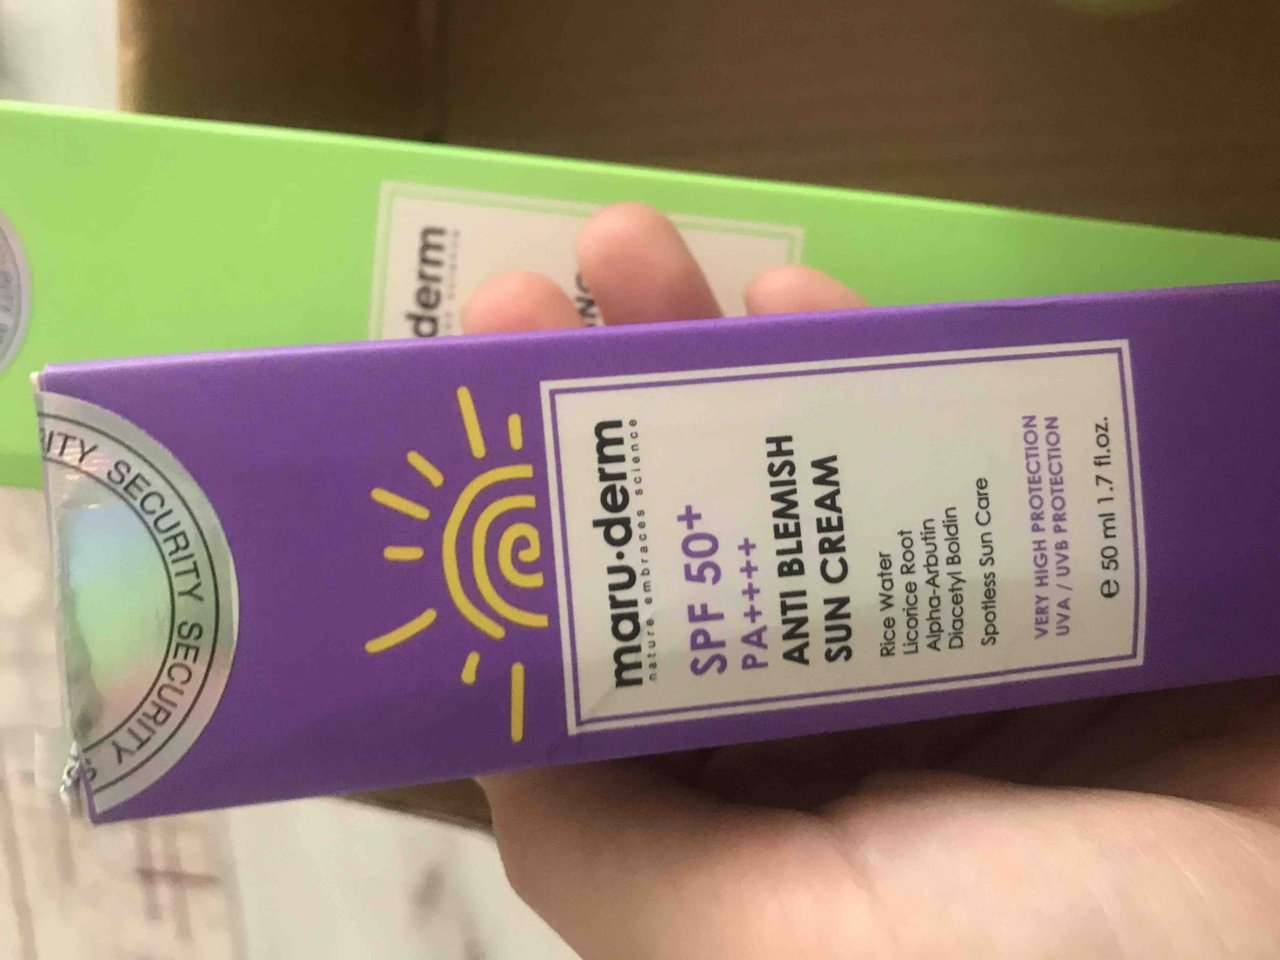 maru·derm
nature embraces science
SPF 50+
PA++++
ANTI BLEMISH
SUN CREAM
Rice Water
Licorice Root
Alpha-Arbutin
Diacetyl Boldin
Spotless Sun Care
VERY HIGH PROTECTION
UVA / UVB PROTECTION
e 50 ml 1.7 fl.oz.
ITY SECURITY SECURITY
derm